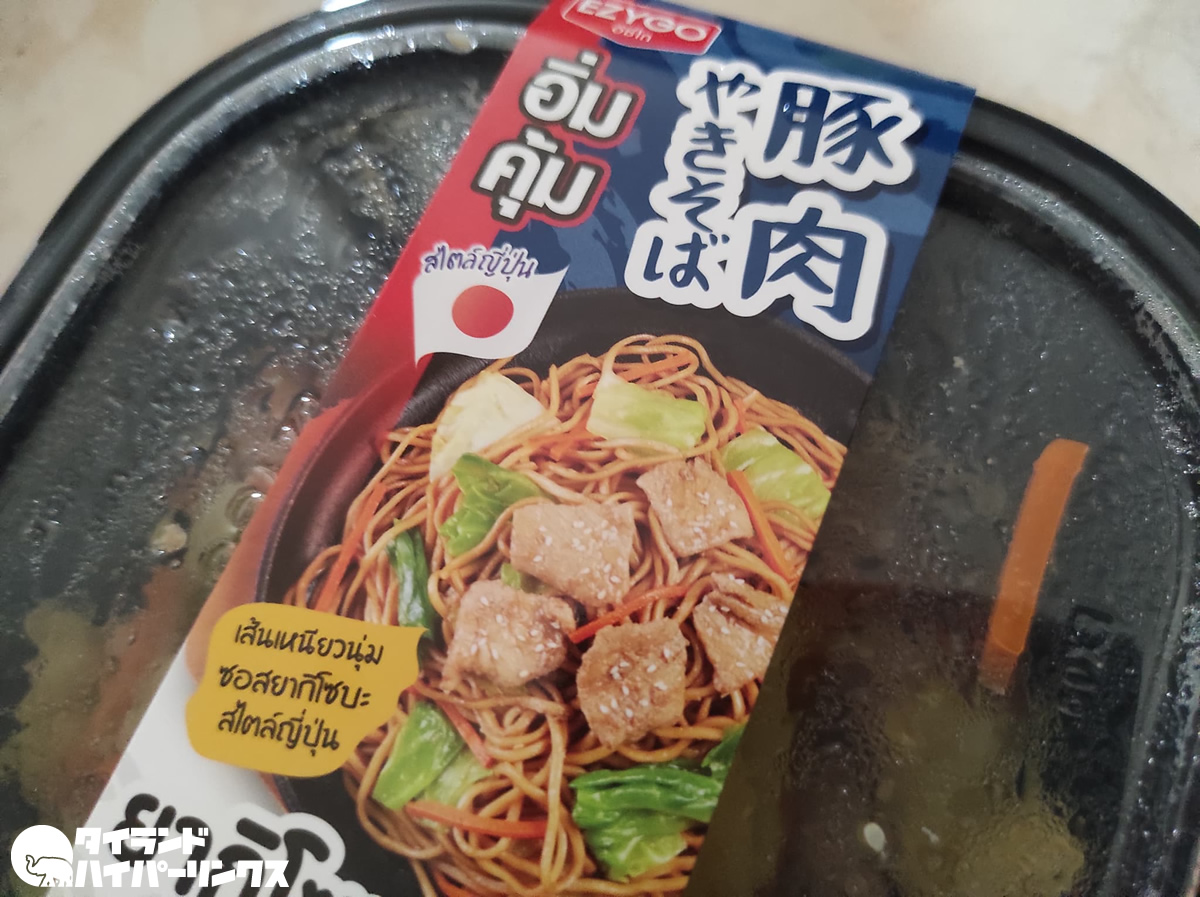 EZYGO
อีซี่โก
อิ่ม
คุ้ม
豚肉
やきそば
สไตล์ญี่ปุ่น
เส้นเหนียวนุ่ม
ซอสยากิโซบะ
สไตล์ญี่ปุ่น
タイランド
ハイパーリンクス